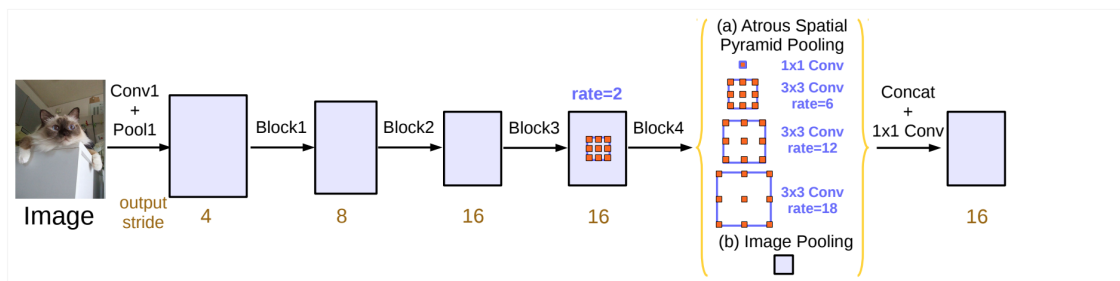 Image
Conv1
+
Pool1
output
stride
4
Block1
8
Block2
16
Block3
rate=2
16
Block4
(a) Atrous Spatial
Pyramid Pooling
1x1 Conv
3x3 Conv
rate=6
3x3 Conv
rate=12
3x3 Conv
rate=18
(b) Image Pooling
Concat
+
1x1 Conv
16